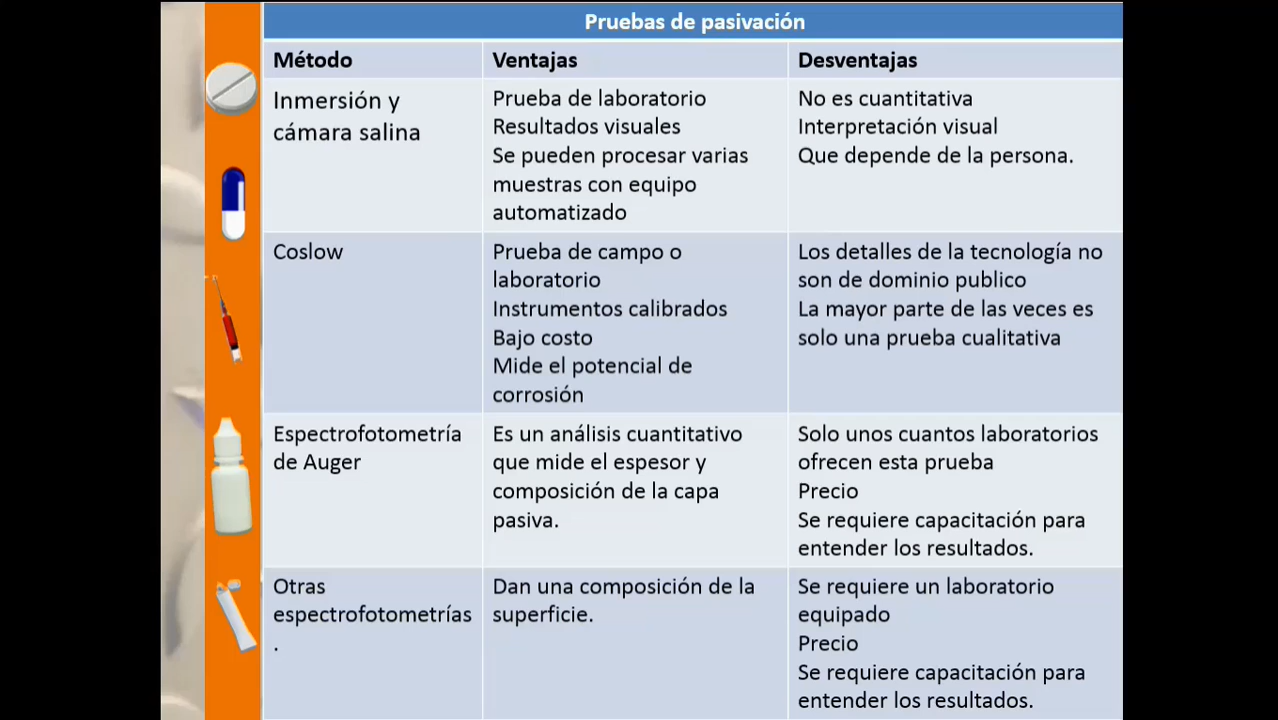 Pruebas de pasivación
Método
Ventajas
Desventajas
Inmersión y
cámara salina
Prueba de laboratorio
Resultados visuales
Se pueden procesar varias
muestras con equipo
automatizado
No es cuantitativa
Interpretación visual
Que depende de la persona.
Coslow
Prueba de campo o
laboratorio
Instrumentos calibrados
Bajo costo
Mide el potencial de
corrosión
Los detalles de la tecnología no
son de dominio publico
La mayor parte de las veces es
solo una prueba cualitativa
Espectrofotometría
de Auger
Es un análisis cuantitativo
que mide el espesor y
composición de la capa
pasiva.
Solo unos cuantos laboratorios
ofrecen esta prueba
Precio
Se requiere capacitación para
entender los resultados.
Otras
espectrofotometrías
.
Dan una composición de la
superficie.
Se requiere un laboratorio
equipado
Precio
Se requiere capacitación para
entender los resultados.